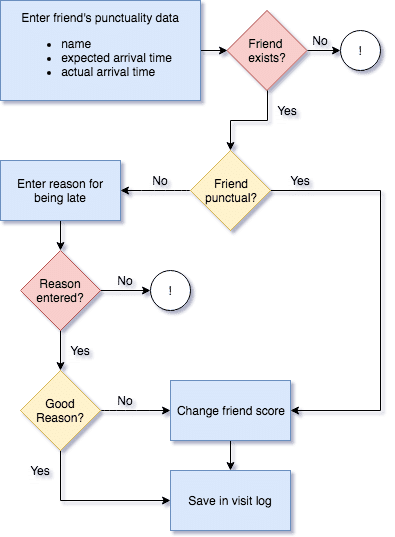 Enter friend's punctuality data
• name
• expected arrival time
• actual arrival time
Friend
exists?
No
!
Yes
Friend
punctual?
No
Yes
Enter reason for
being late
Reason
entered?
No
!
Yes
Good
Reason?
No
Change friend score
Yes
Save in visit log